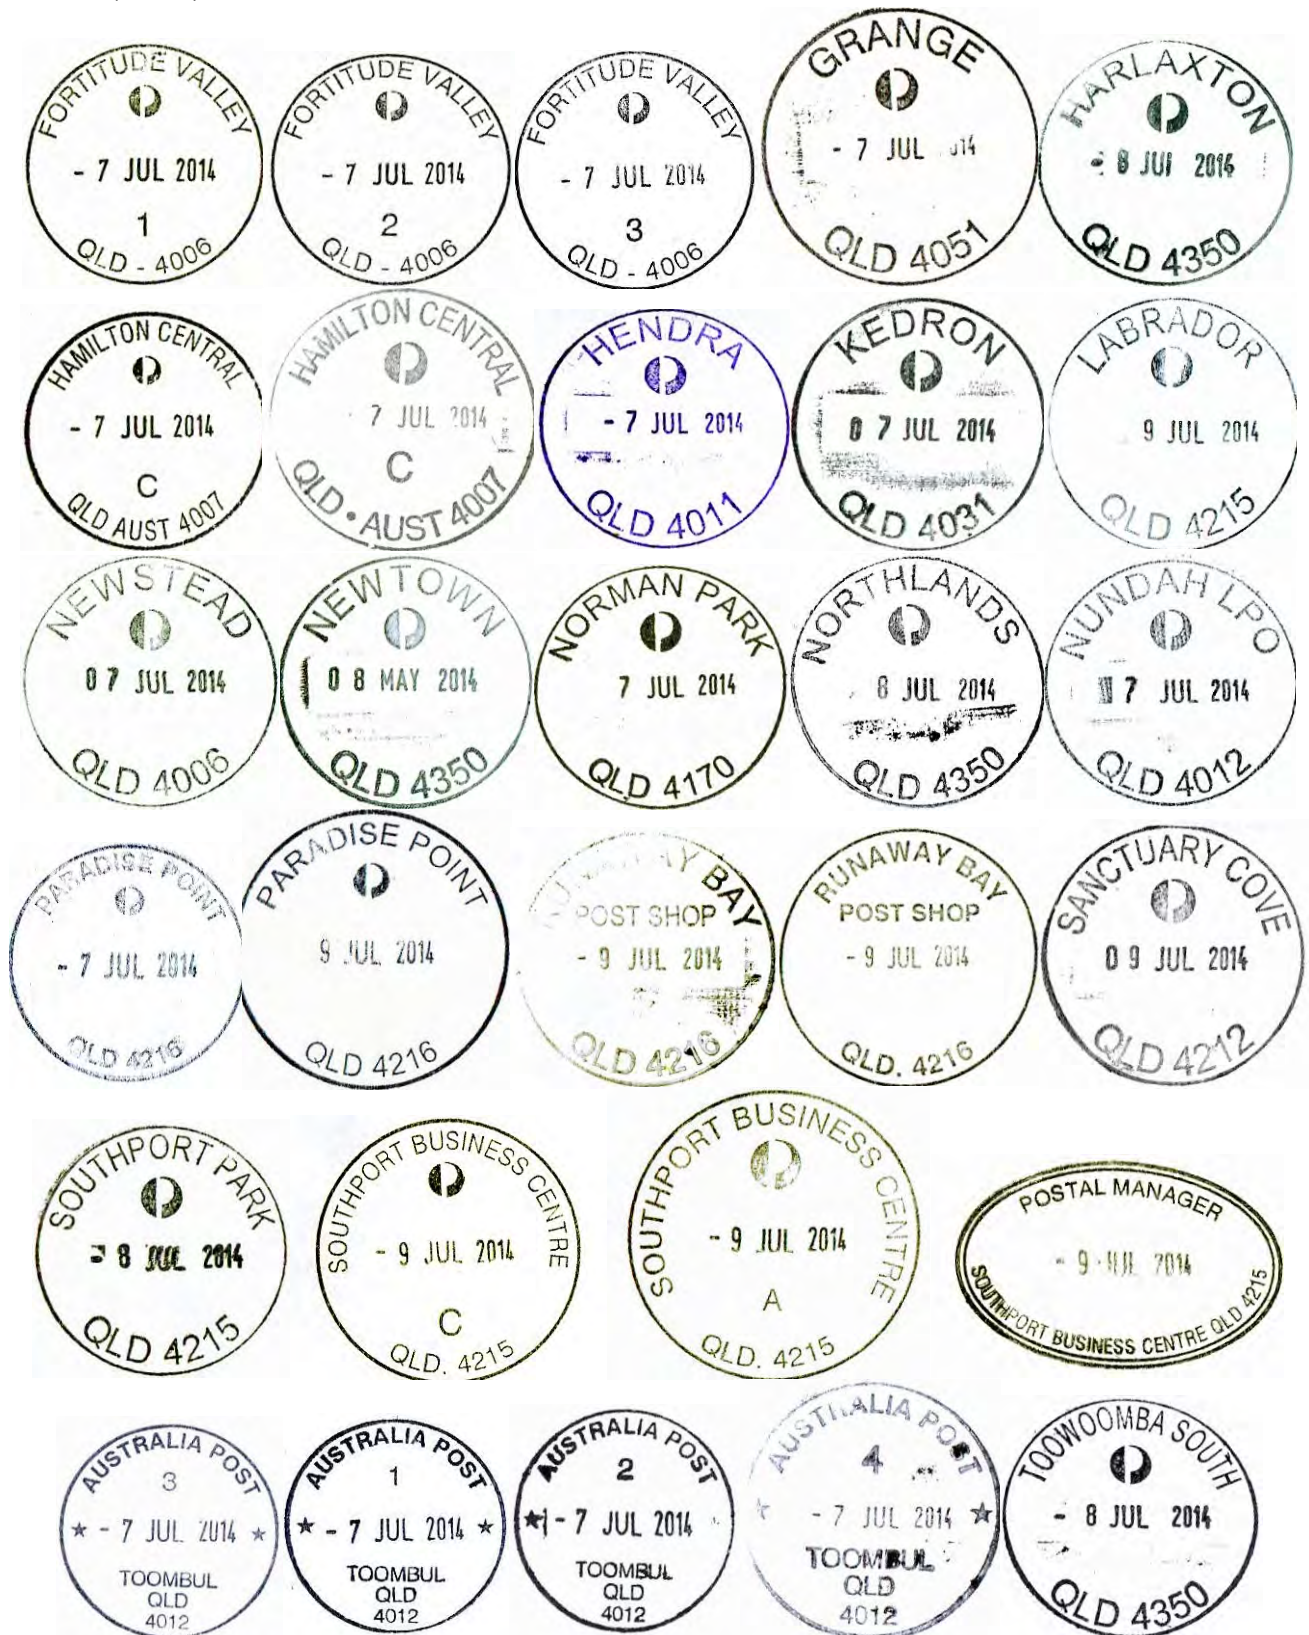 FORTITUDE VALLEY
- 7 JUL 2014
1
QLD - 4006
FORTITUDE VALLEY
- 7 JUL 2014
2
QLD - 4006
FORTITUDE VALLEY
- 7 JUL 2014
3
QLD - 4006
GRANGE
- 7 JUL 2014
QLD 4051
HARLAXTON
- 8 JUL 2014
QLD 4350
HAMILTON CENTRAL
- 7 JUL 2014
C
QLD AUST 4007
HAMILTON CENTRAL
7 JUL 2014
C
QLD • AUST 4007
HENDRA
- 7 JUL 2014
QLD 4011
KEDRON
0 7 JUL 2014
QLD 4031
LABRADOR
9 JUL 2014
QLD 4215
NEWSTEAD
0 7 JUL 2014
QLD 4006
NEWTOWN
0 8 MAY 2014
QLD 4350
NORMAN PARK
7 JUL 2014
QLD 4170
NORTHLANDS
8 JUL 2014
QLD 4350
NUNDAH LPO
7 JUL 2014
QLD 4012
PARADISE POINT
- 7 JUL 2014
QLD 4216
PARADISE POINT
9 JUL 2014
QLD 4216
RUNAWAY BAY
POST SHOP
- 9 JUL 2014
QLD 4216
RUNAWAY BAY
POST SHOP
- 9 JUL 2014
QLD. 4216
SANCTUARY COVE
0 9 JUL 2014
QLD 4212
SOUTHPORT PARK
- 8 JUL 2014
QLD 4215
SOUTHPORT BUSINESS CENTRE
- 9 JUL 2014
C
QLD. 4215
SOUTHPORT BUSINESS CENTRE
- 9 JUL 2014
A
QLD. 4215
POSTAL MANAGER
- 9 JUL 2014
SOUTHPORT BUSINESS CENTRE QLD 4215
AUSTRALIA POST
3
★ - 7 JUL 2014 ★
TOOMBUL
QLD
4012
AUSTRALIA POST
1
★ - 7 JUL 2014 ★
TOOMBUL
QLD
4012
AUSTRALIA POST
2
★ - 7 JUL 2014
TOOMBUL
QLD
4012
AUSTRALIA POST
4
★ - 7 JUL 2014 ★
TOOMBUL
QLD
4012
TOOWOOMBA SOUTH
- 8 JUL 2014
QLD 4350